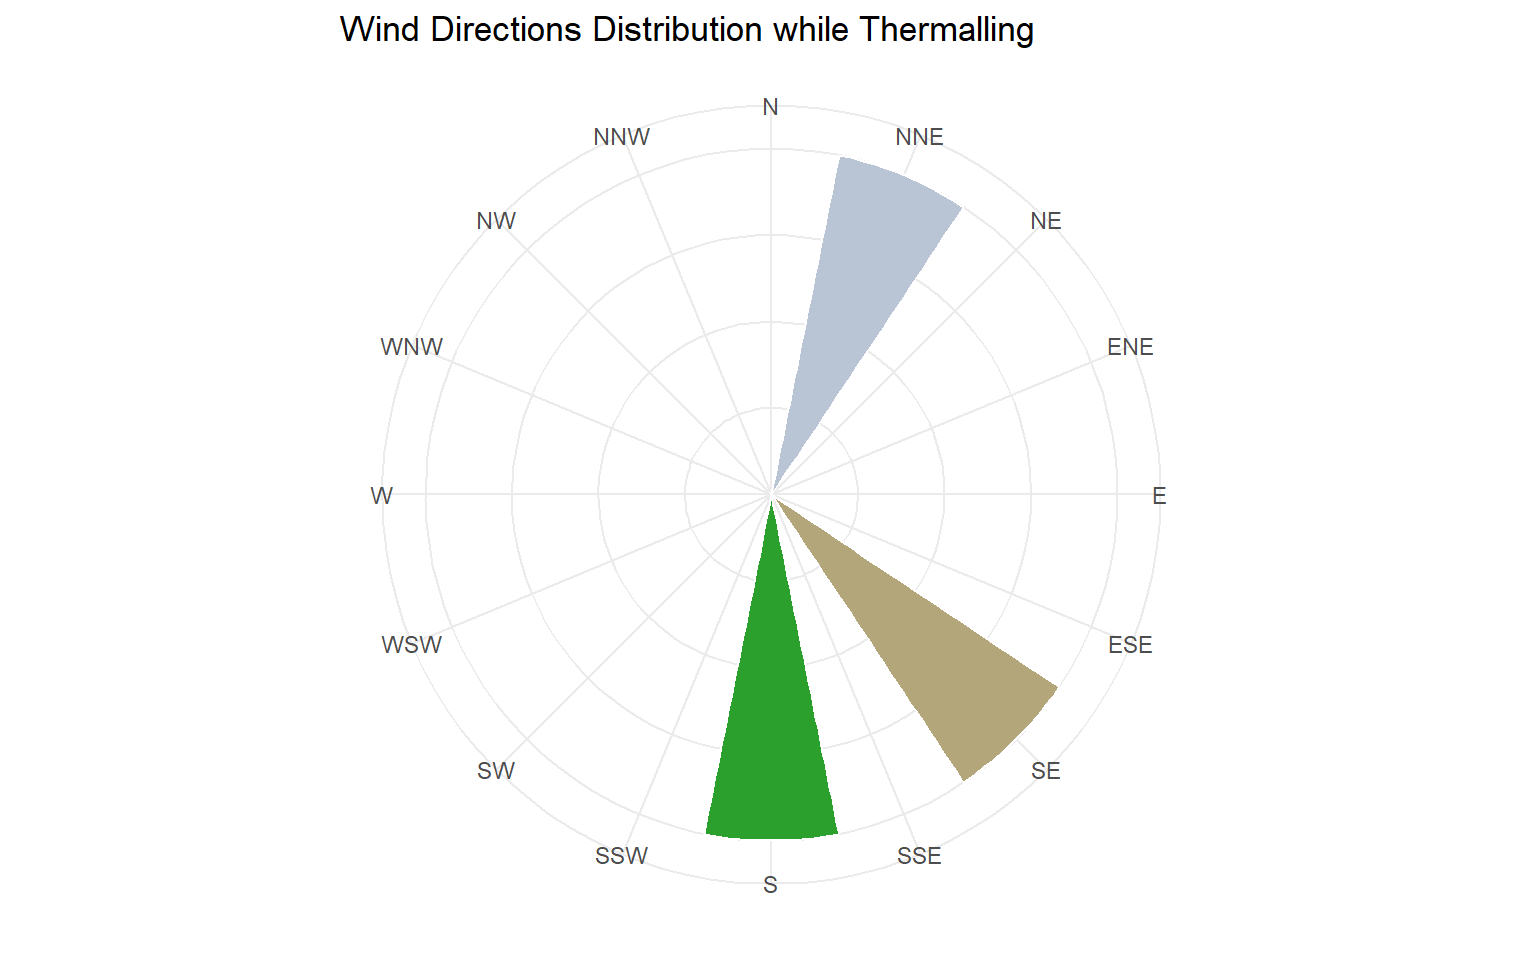 Wind Directions Distribution while Thermalling
N
NNW
NNE
NW
NE
WNW
ENE
W
E
WSW
ESE
SW
SE
SSW
SSE
S